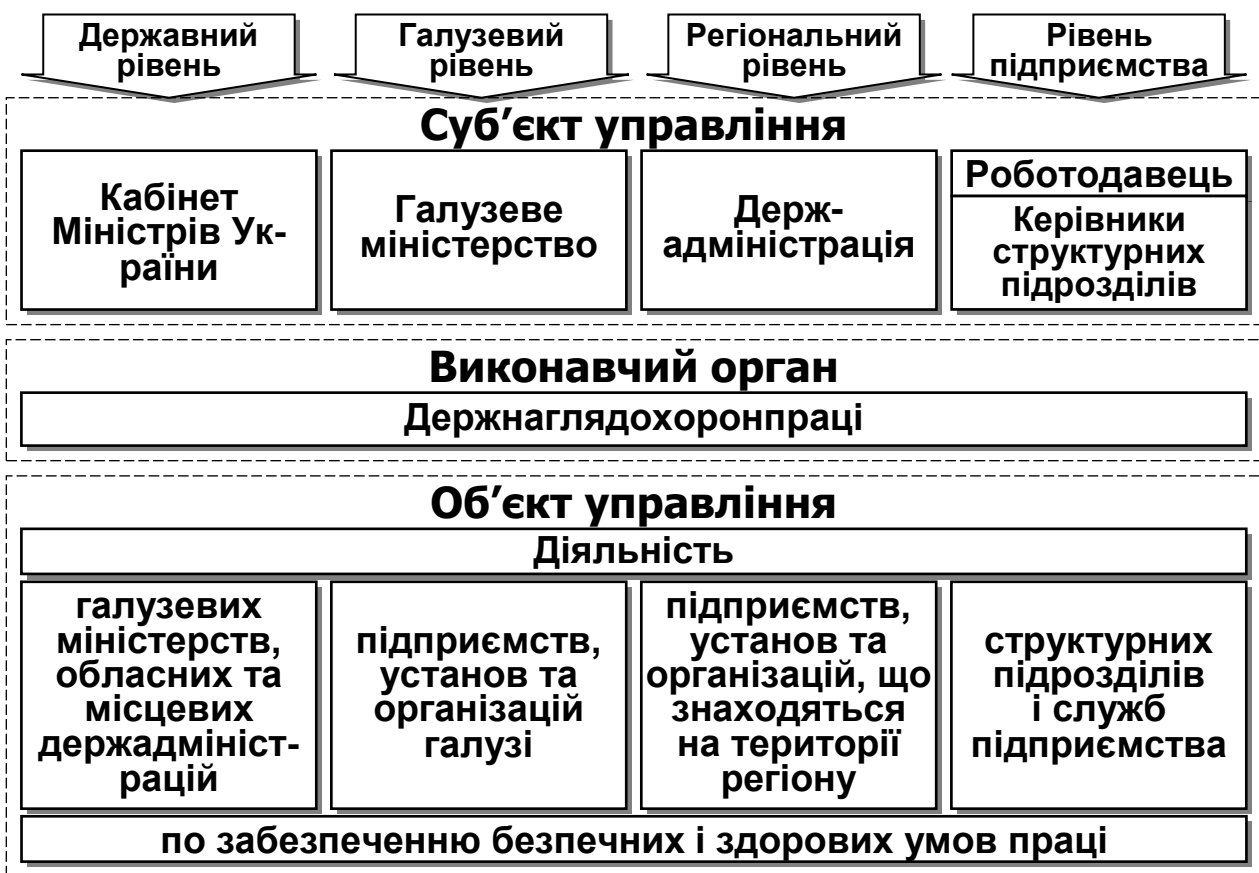 Державний
рівень
Галузевий
рівень
Регіональний
рівень
Рівень
підприємства
Суб’єкт управління
Кабінет
Міністрів Ук-
раїни
Галузеве
міністерство
Держ-
адміністрація
Роботодавець
Керівники
структурних
підрозділів
Виконавчий орган
Держнаглядохоронпраці
Об’єкт управління
Діяльність
галузевих
міністерств,
обласних та
місцевих
держадмініст-
рацій
підприємств,
установ та
організацій
галузі
підприємств,
установ та
організацій, що
знаходяться
на території
регіону
структурних
підрозділів
і служб
підприємства
по забезпеченню безпечних і здорових умов праці